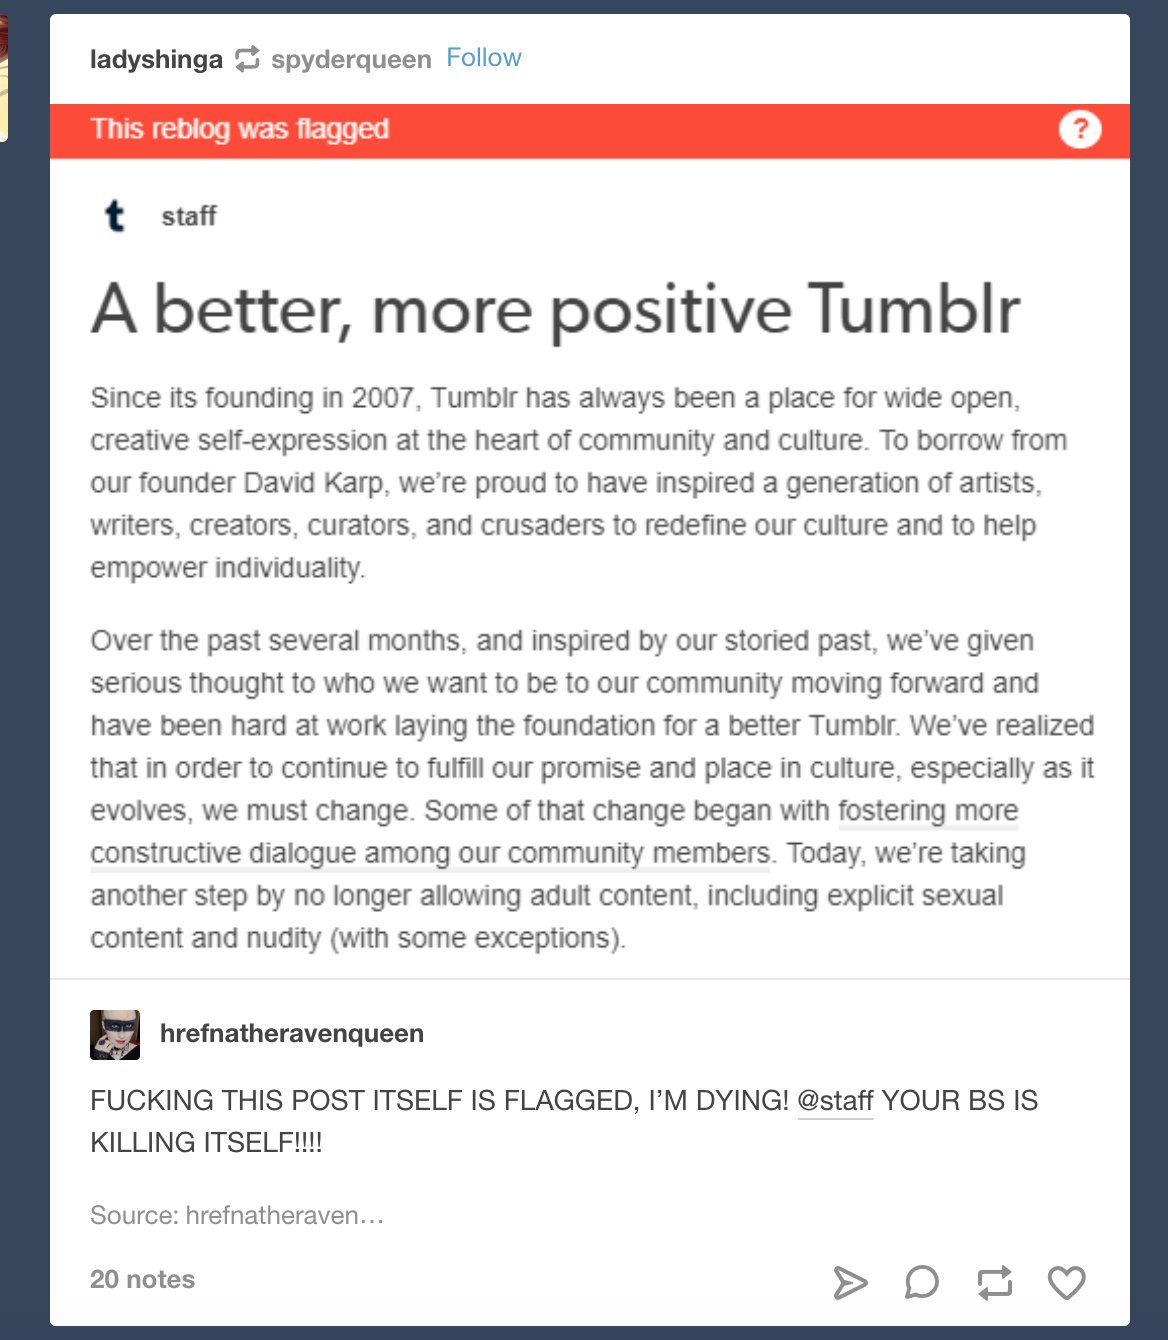 ladyshinga spyderqueen Follow
This reblog was flagged ?
t staff
A better, more positive Tumblr
Since its founding in 2007, Tumblr has always been a place for wide open,
creative self-expression at the heart of community and culture. To borrow from
our founder David Karp, we’re proud to have inspired a generation of artists,
writers, creators, curators, and crusaders to redefine our culture and to help
empower individuality.
Over the past several months, and inspired by our storied past, we’ve given
serious thought to who we want to be to our community moving forward and
have been hard at work laying the foundation for a better Tumblr. We’ve realized
that in order to continue to fulfill our promise and place in culture, especially as it
evolves, we must change. Some of that change began with fostering more
constructive dialogue among our community members. Today, we’re taking
another step by no longer allowing adult content, including explicit sexual
content and nudity (with some exceptions).
hrefnatheravenqueen
FUCKING THIS POST ITSELF IS FLAGGED, I’M DYING! @staff YOUR BS IS
KILLING ITSELF!!!!
Source: hrefnatheraven…
20 notes